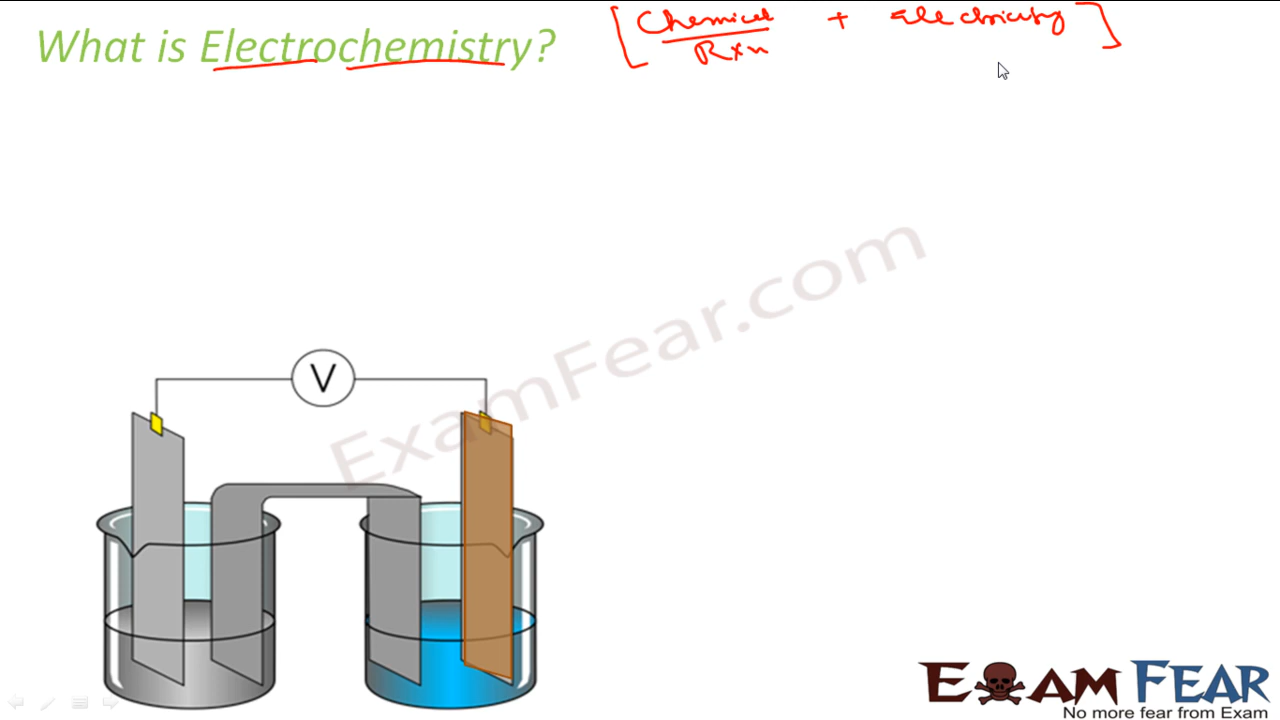 What is Electrochemistry?
[Chemical + electricity]
Rxn
ExamFear.com
V
EXAM FEAR
No more fear from Exam